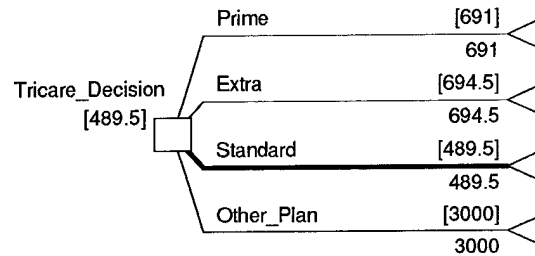 Prime [691]
691
Tricare_Decision
[489.5]
Extra [694.5]
694.5
Standard [489.5]
489.5
Other_Plan [3000]
3000